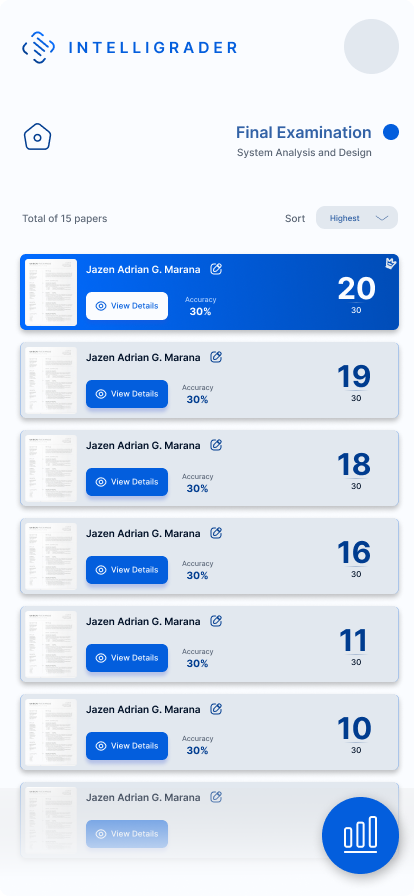 INTELLIGRADER
Final Examination
System Analysis and Design
Total of 15 papers
Sort
Highest
Jazen Adrian G. Marana
View Details
Accuracy
30%
20
30
Jazen Adrian G. Marana
View Details
Accuracy
30%
19
30
Jazen Adrian G. Marana
View Details
Accuracy
30%
18
30
Jazen Adrian G. Marana
View Details
Accuracy
30%
16
30
Jazen Adrian G. Marana
View Details
Accuracy
30%
11
30
Jazen Adrian G. Marana
View Details
Accuracy
30%
10
30
Jazen Adrian G. Marana
View Details
Accuracy